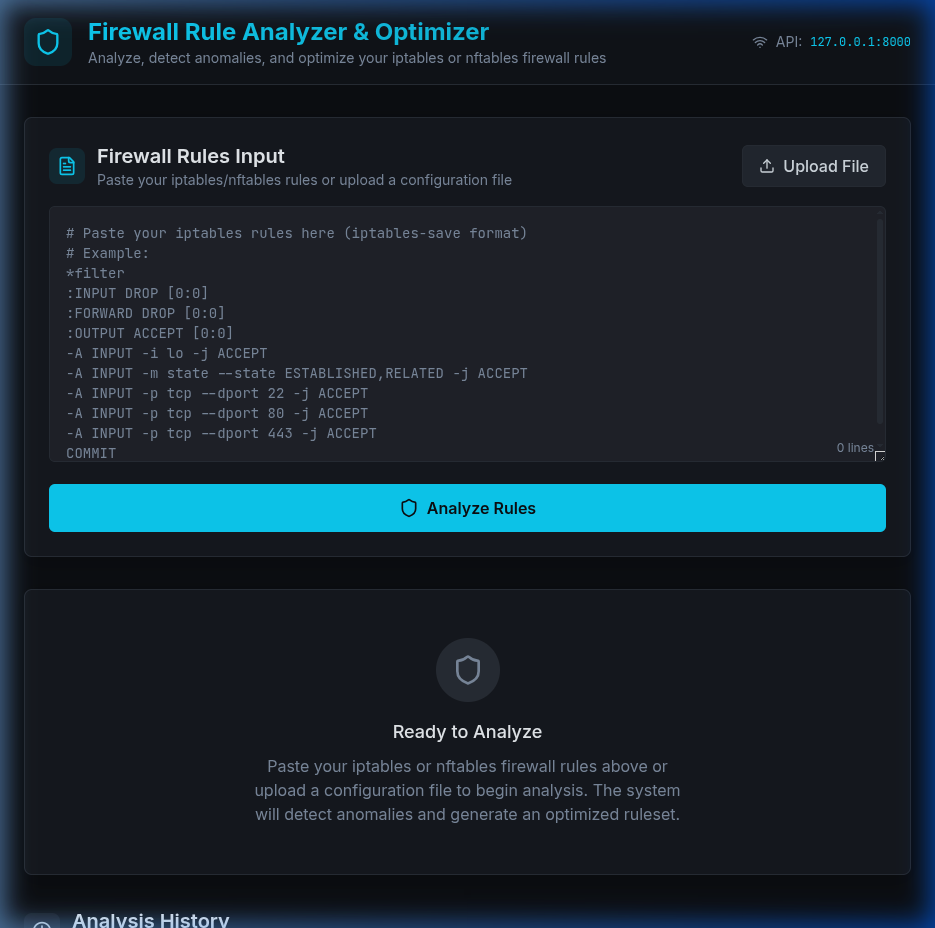 Firewall Rule Analyzer & Optimizer
Analyze, detect anomalies, and optimize your iptables or nftables firewall rules
API: 127.0.0.1:8000
Firewall Rules Input
Paste your iptables/nftables rules or upload a configuration file
Upload File
# Paste your iptables rules here (iptables-save format)
# Example:
*filter
:INPUT DROP [0:0]
:FORWARD DROP [0:0]
:OUTPUT ACCEPT [0:0]
-A INPUT -i lo -j ACCEPT
-A INPUT -m state --state ESTABLISHED,RELATED -j ACCEPT
-A INPUT -p tcp --dport 22 -j ACCEPT
-A INPUT -p tcp --dport 80 -j ACCEPT
-A INPUT -p tcp --dport 443 -j ACCEPT
COMMIT
0 lines
Analyze Rules
Ready to Analyze
Paste your iptables or nftables firewall rules above or
upload a configuration file to begin analysis. The system
will detect anomalies and generate an optimized ruleset.
Analysis History